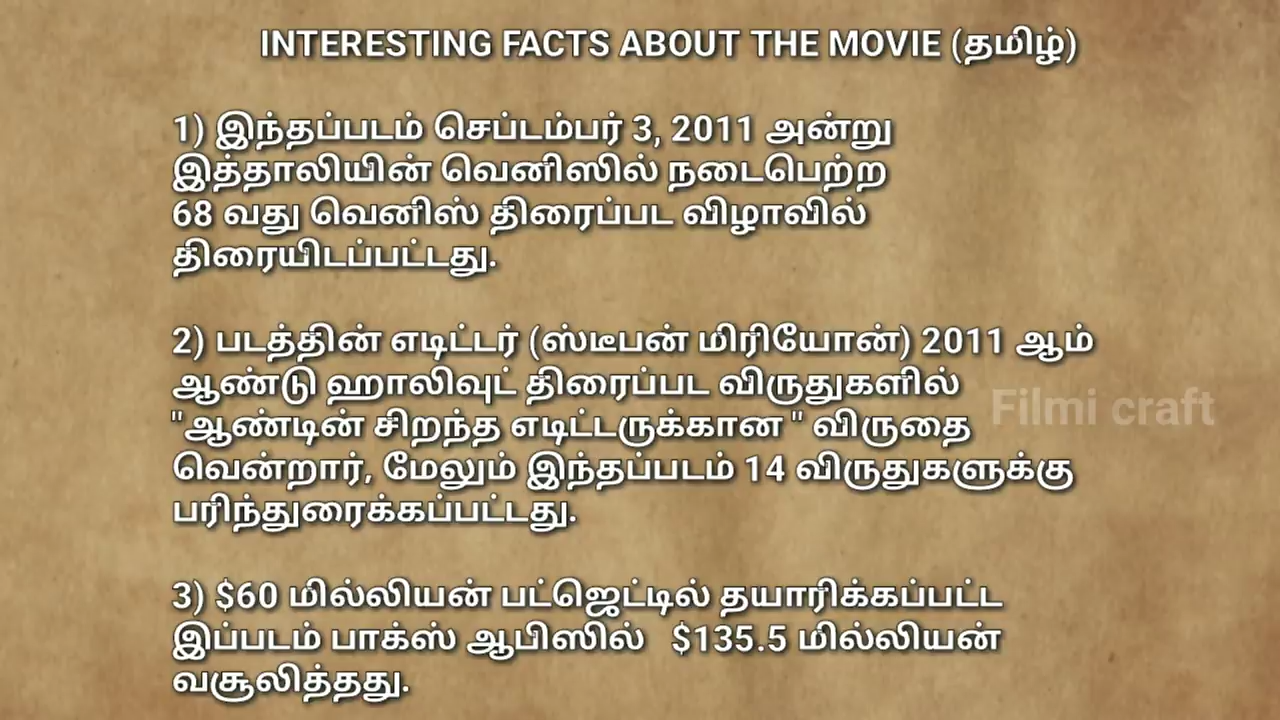 INTERESTING FACTS ABOUT THE MOVIE (தமிழ்)
1) இந்தப்படம் செப்டம்பர் 3, 2011 அன்று
இத்தாலியின் வெனிஸில் நடைபெற்ற
68 வது வெனிஸ் திரைப்பட விழாவில்
திரையிடப்பட்டது.
2) படத்தின் எடிட்டர் (ஸ்டீபன் மிரியோன்) 2011 ஆம்
ஆண்டு ஹாலிவுட் திரைப்பட விருதுகளில்
"ஆண்டின் சிறந்த எடிட்டருக்கான " விருதை
வென்றார், மேலும் இந்தப்படம் 14 விருதுகளுக்கு
பரிந்துரைக்கப்பட்டது.
3) $60 மில்லியன் பட்ஜெட்டில் தயாரிக்கப்பட்ட
இப்படம் பாக்ஸ் ஆபிஸில் $135.5 மில்லியன்
வசூலித்தது.
Filmi craft